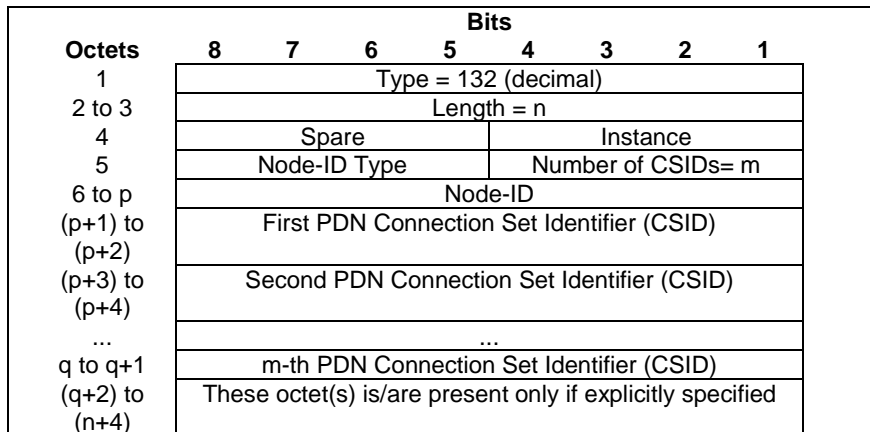 Bits
Octets 8 7 6 5 4 3 2 1
1 Type = 132 (decimal)
2 to 3 Length = n
4 Spare Instance
5 Node-ID Type Number of CSIDs= m
6 to p Node-ID
(p+1) to First PDN Connection Set Identifier (CSID)
(p+2)
(p+3) to Second PDN Connection Set Identifier (CSID)
(p+4)
... ...
q to q+1 m-th PDN Connection Set Identifier (CSID)
(q+2) to These octet(s) is/are present only if explicitly specified
(n+4)